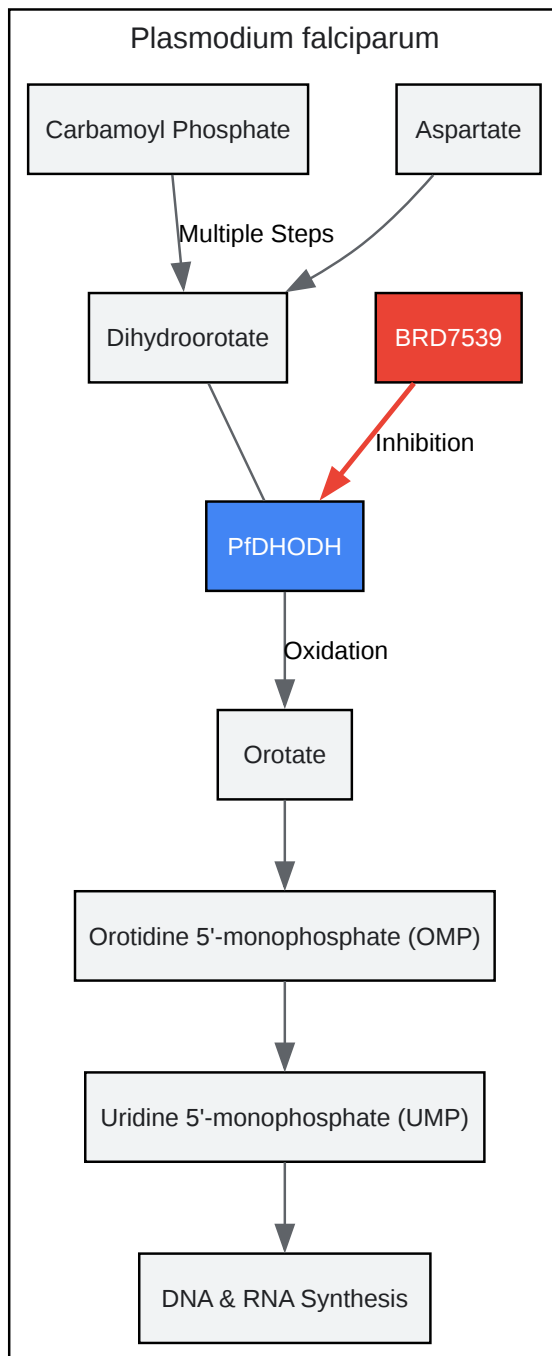 Plasmodium falciparum
Carbamoyl Phosphate
Aspartate
Multiple Steps
Dihydroorotate
BRD7539
Inhibition
PfDHODH
Oxidation
Orotate
Orotidine 5'-monophosphate (OMP)
Uridine 5'-monophosphate (UMP)
DNA & RNA Synthesis